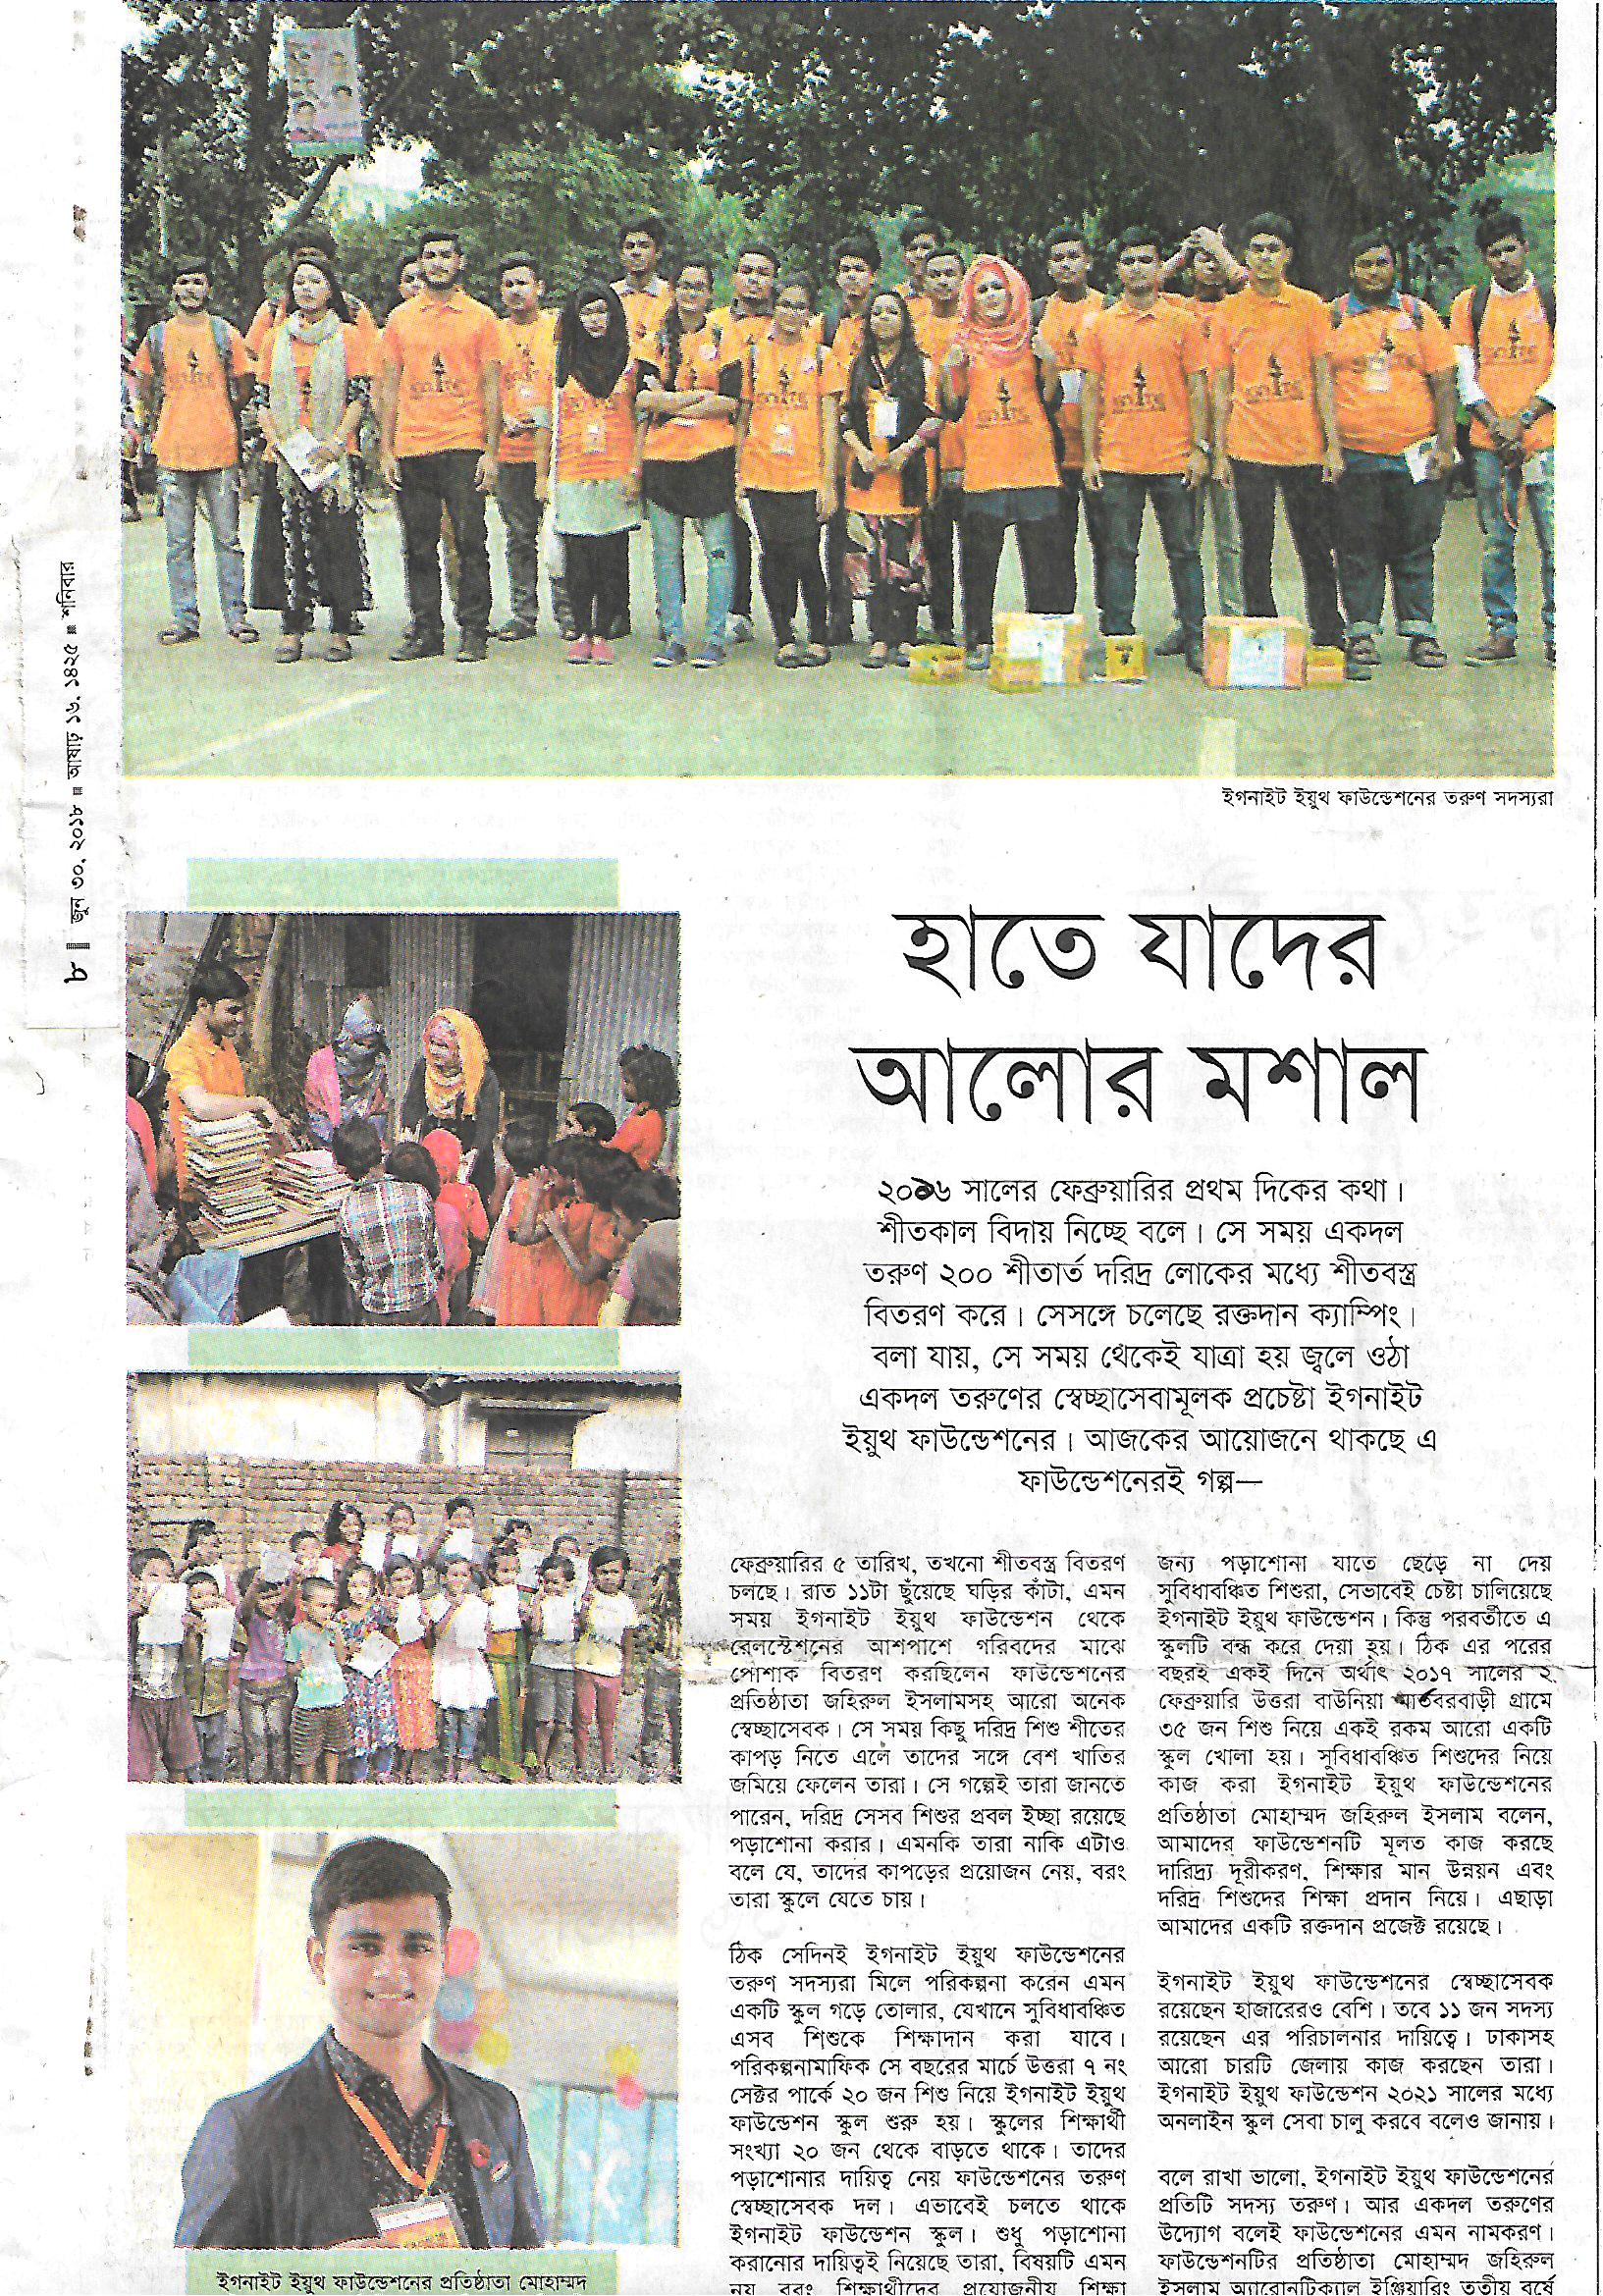 ৮ | জুন ৩০, ২০১৮ ■ আষাঢ় ১৬, ১৪২৫ ■ শনিবার
ইগনাইট ইয়ুথ ফাউন্ডেশনের তরুণ সদস্যরা
হাতে যাদের
আলোর মশাল
২০১৬ সালের ফেব্রুয়ারির প্রথম দিকের কথা।
শীতকাল বিদায় নিচ্ছে বলে। সে সময় একদল
তরুণ ২০০ শীতার্ত দরিদ্র লোকের মধ্যে শীতবস্ত্র
বিতরণ করে। সেসঙ্গে চলেছে রক্তদান ক্যাম্পিং।
বলা যায়, সে সময় থেকেই যাত্রা হয় জ্বলে ওঠা
একদল তরুণের স্বেচ্ছাসেবামূলক প্রচেষ্টা ইগনাইট
ইয়ুথ ফাউন্ডেশনের। আজকের আয়োজনে থাকছে এ
ফাউন্ডেশনেরই গল্প—
ফেব্রুয়ারির ৫ তারিখ, তখনো শীতবস্ত্র বিতরণ
চলছে। রাত ১১টা ছুঁয়েছে ঘড়ির কাঁটা, এমন
সময় ইগনাইট ইয়ুথ ফাউন্ডেশন থেকে
রেলস্টেশনের আশপাশে গরিবদের মাঝে
পোশাক বিতরণ করছিলেন ফাউন্ডেশনের
প্রতিষ্ঠাতা জহিরুল ইসলামসহ আরো অনেক
স্বেচ্ছাসেবক। সে সময় কিছু দরিদ্র শিশু শীতের
কাপড় নিতে এলে তাদের সঙ্গে বেশ খাতির
জমিয়ে ফেলেন তারা। সে গল্পেই তারা জানতে
পারেন, দরিদ্র সেসব শিশুর প্রবল ইচ্ছা রয়েছে
পড়াশোনা করার। এমনকি তারা নাকি এটাও
বলে যে, তাদের কাপড়ের প্রয়োজন নেয়, বরং
তারা স্কুলে যেতে চায়।
ঠিক সেদিনই ইগনাইট ইয়ুথ ফাউন্ডেশনের
তরুণ সদস্যরা মিলে পরিকল্পনা করেন এমন
একটি স্কুল গড়ে তোলার, যেখানে সুবিধাবঞ্চিত
এসব শিশুকে শিক্ষাদান করা যাবে।
পরিকল্পনামাফিক সে বছরের মার্চে উত্তরা ৭ নং
সেক্টর পার্কে ২০ জন শিশু নিয়ে ইগনাইট ইয়ুথ
ফাউন্ডেশন স্কুল শুরু হয়। স্কুলের শিক্ষার্থী
সংখ্যা ২০ জন থেকে বাড়তে থাকে। তাদের
পড়াশোনার দায়িত্ব নেয় ফাউন্ডেশনের তরুণ
স্বেচ্ছাসেবক দল। এভাবেই চলতে থাকে
ইগনাইট ফাউন্ডেশন স্কুল। শুধু পড়াশোনা
করানোর দায়িত্বই নিয়েছে তারা, বিষয়টি এমন
নয় বরং শিক্ষার্থীদের প্রয়োজনীয় শিক্ষা
জন্য পড়াশোনা যাতে ছেড়ে না দেয়
সুবিধাবঞ্চিত শিশুরা, সেভাবেই চেষ্টা চালিয়েছে
ইগনাইট ইয়ুথ ফাউন্ডেশন। কিন্তু পরবর্তীতে এ
স্কুলটি বন্ধ করে দেয়া হয়। ঠিক এর পরের
বছরই একই দিনে অর্থাৎ ২০১৭ সালের ২
ফেব্রুয়ারি উত্তরা বাউনিয়া মাতবরবাড়ী গ্রামে
৩৫ জন শিশু নিয়ে একই রকম আরো একটি
স্কুল খোলা হয়। সুবিধাবঞ্চিত শিশুদের নিয়ে
কাজ করা ইগনাইট ইয়ুথ ফাউন্ডেশনের
প্রতিষ্ঠাতা মোহাম্মদ জহিরুল ইসলাম বলেন,
আমাদের ফাউন্ডেশনটি মূলত কাজ করছে
দারিদ্র্য দূরীকরণ, শিক্ষার মান উন্নয়ন এবং
দরিদ্র শিশুদের শিক্ষা প্রদান নিয়ে। এছাড়া
আমাদের একটি রক্তদান প্রজেক্ট রয়েছে।
ইগনাইট ইয়ুথ ফাউন্ডেশনের স্বেচ্ছাসেবক
রয়েছেন হাজারেরও বেশি। তবে ১১ জন সদস্য
রয়েছেন এর পরিচালনার দায়িত্বে। ঢাকাসহ
আরো চারটি জেলায় কাজ করছেন তারা।
ইগনাইট ইয়ুথ ফাউন্ডেশন ২০২১ সালের মধ্যে
অনলাইন স্কুল সেবা চালু করবে বলেও জানায়।
বলে রাখা ভালো, ইগনাইট ইয়ুথ ফাউন্ডেশনের
প্রতিটি সদস্য তরুণ। আর একদল তরুণের
উদ্যোগ বলেই ফাউন্ডেশনের এমন নামকরণ।
ফাউন্ডেশনটির প্রতিষ্ঠাতা মোহাম্মদ জহিরুল
ইসলাম অ্যারোনটিক্যাল ইঞ্জিয়ারিং তৃতীয় বর্ষে
ইগনাইট ইয়ুথ ফাউন্ডেশনের প্রতিষ্ঠাতা মোহাম্মদ